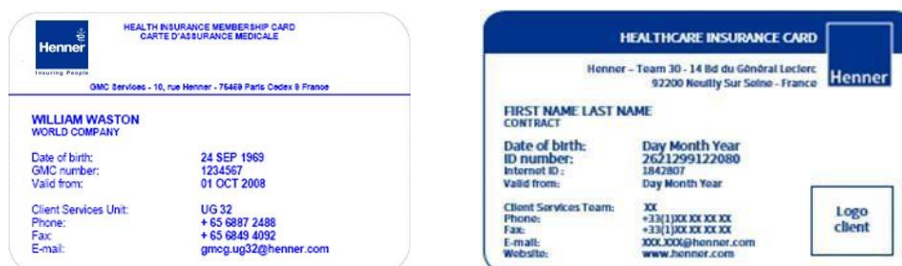 HEALTH INSURANCE MEMBERSHIP CARD
CARTE D'ASSURANCE MEDICALE
Henner
Insuring People
GMC Services - 10, rue Henner - 75459 Paris Cedex 9 France
WILLIAM WASTON
WORLD COMPANY
Date of birth: 24 SEP 1969
GMC number: 1234567
Valid from: 01 OCT 2008
Client Services Unit: UG 32
Phone: + 65 6887 2488
Fax: + 65 6849 4092
E-mail: gmcg.ug32@henner.com
HEALTHCARE INSURANCE CARD
Henner – Team 30 - 14 Bd du Général Leclerc
92200 Neuilly Sur Seine - France
Henner
FIRST NAME LAST NAME
CONTRACT
Date of birth: Day Month Year
ID number: 2621299122080
Internet ID : 1842807
Valid from: Day Month Year
Client Services Team: XX
Phone: +33(1)XX XX XX XX
Fax: +33(1)XX XX XX XX
E-mail: XXX.XXX@henner.com
Website: www.henner.com
Logo
client